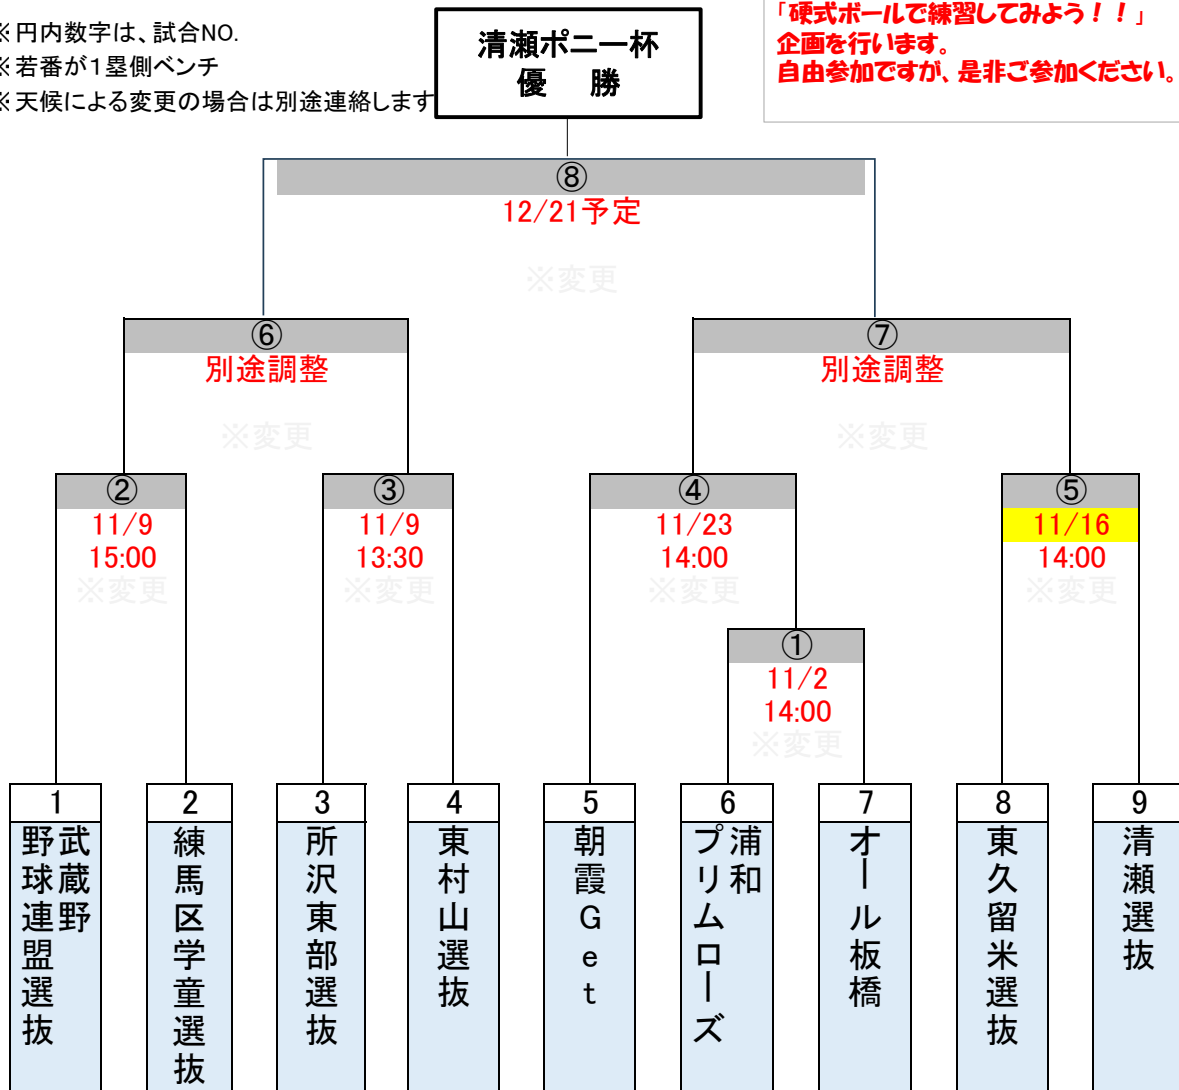 ※円内数字は、試合NO.
※若番が1塁側ベンチ
※天候による変更の場合は別途連絡します
清瀬ポニー杯
優　勝
「硬式ボールで練習してみよう！！」
企画を行います。
自由参加ですが、是非ご参加ください。
⑧
12/21予定
※変更
⑥
別途調整
※変更
⑦
別途調整
※変更
②
11/9
15:00
※変更
③
11/9
13:30
※変更
④
11/23
14:00
※変更
⑤
11/16
14:00
※変更
①
11/2
14:00
※変更
1
武蔵野
野球連盟選抜
2
練馬区学童選抜
3
所沢東部選抜
4
東村山選抜
5
朝霞Get
6
浦和
プリムローズ
7
オール板橋
8
東久留米選抜
9
清瀬選抜